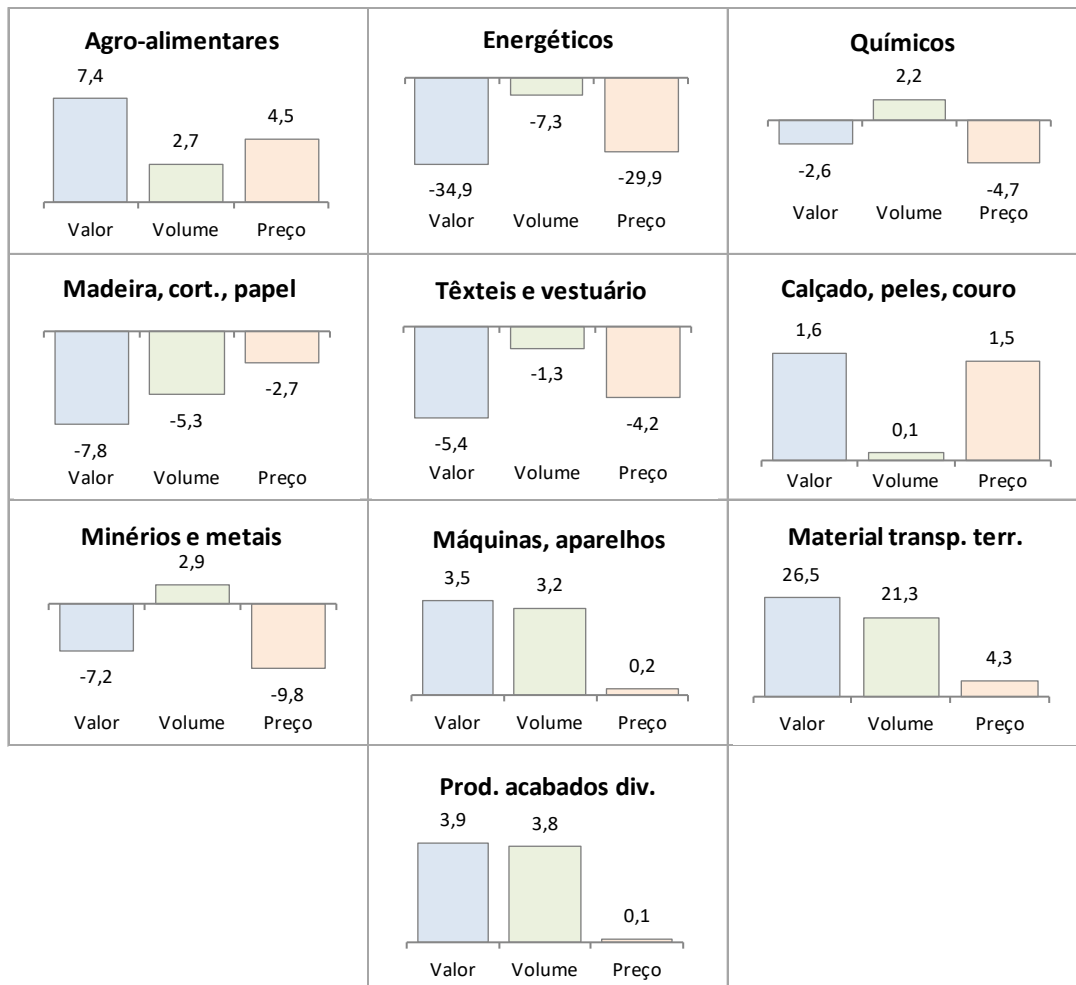 Agro-alimentares
7,4
2,7
4,5
Valor Volume Preço
Energéticos
-34,9
-7,3
-29,9
Valor Volume Preço
Químicos
2,2
-2,6
-4,7
Valor Volume Preço
Madeira, cort., papel
-7,8
-5,3
-2,7
Valor Volume Preço
Têxteis e vestuário
-5,4
-1,3
-4,2
Valor Volume Preço
Calçado, peles, couro
1,6
0,1
1,5
Valor Volume Preço
Minérios e metais
2,9
-7,2
-9,8
Valor Volume Preço
Máquinas, aparelhos
3,5
3,2
0,2
Valor Volume Preço
Material transp. terr.
26,5
21,3
4,3
Valor Volume Preço
Prod. acabados div.
3,9
3,8
0,1
Valor Volume Preço